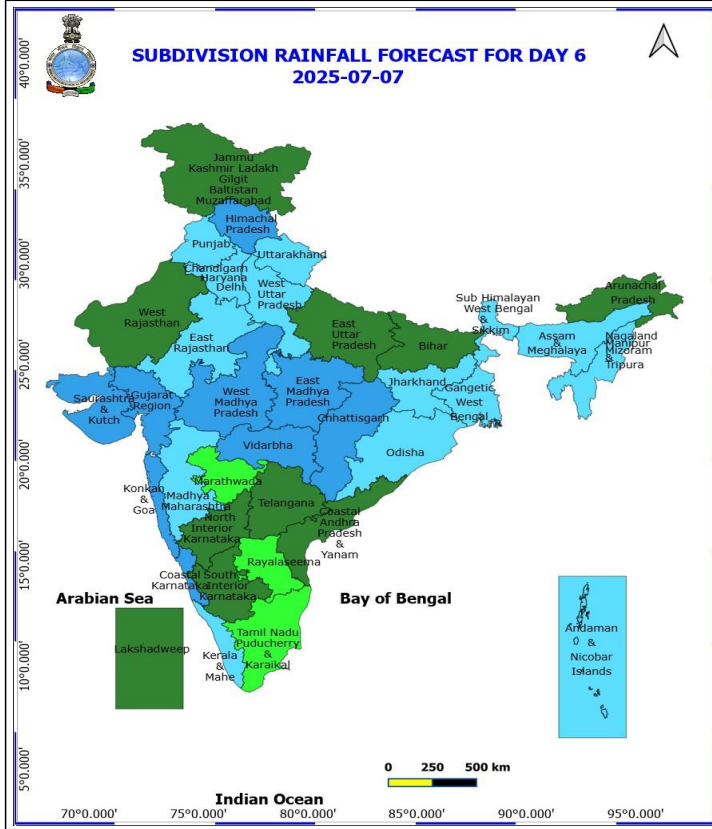 SUBDIVISION RAINFALL FORECAST FOR DAY 6
2025-07-07
40°0.000'
35°0.000'
30°0.000'
25°0.000'
20°0.000'
15°0.000'
10°0.000'
5°0.000'
Jammu
Kashmir Ladakh
Gilgit
Baltistan
Muzaffarabad
Himachal
Pradesh
Punjab
Uttarakhand
Chandigarh
Haryana
Delhi
West
Uttar
Pradesh
West
Rajasthan
East
Rajasthan
East
Uttar
Pradesh
Bihar
Sub Himalayan
West Bengal
&
Sikkim
Arunachal
Pradesh
Assam
&
Meghalaya
Nagaland
Manipur
Mizoram
&
Tripura
Saurashtra
&
Kutch
Gujarat
Region
West
Madhya
Pradesh
East
Madhya
Pradesh
Jharkhand
Gangetic
West
Bengal
Chhattisgarh
Odisha
Vidarbha
Marathwada
Konkan
&
Goa
Madhya
Maharashtra
Telangana
North
Interior
Karnataka
Coastal
Andhra
Pradesh
&
Yanam
Rayalaseema
Coastal
Karnataka
South
Interior
Karnataka
Arabian Sea
Bay of Bengal
Lakshadweep
Kerala
&
Mahe
Tamil Nadu
Puducherry
&
Karaikal
Andaman
&
Nicobar
Islands
0 250 500 km
Indian Ocean
70°0.000' 75°0.000' 80°0.000' 85°0.000' 90°0.000' 95°0.000'